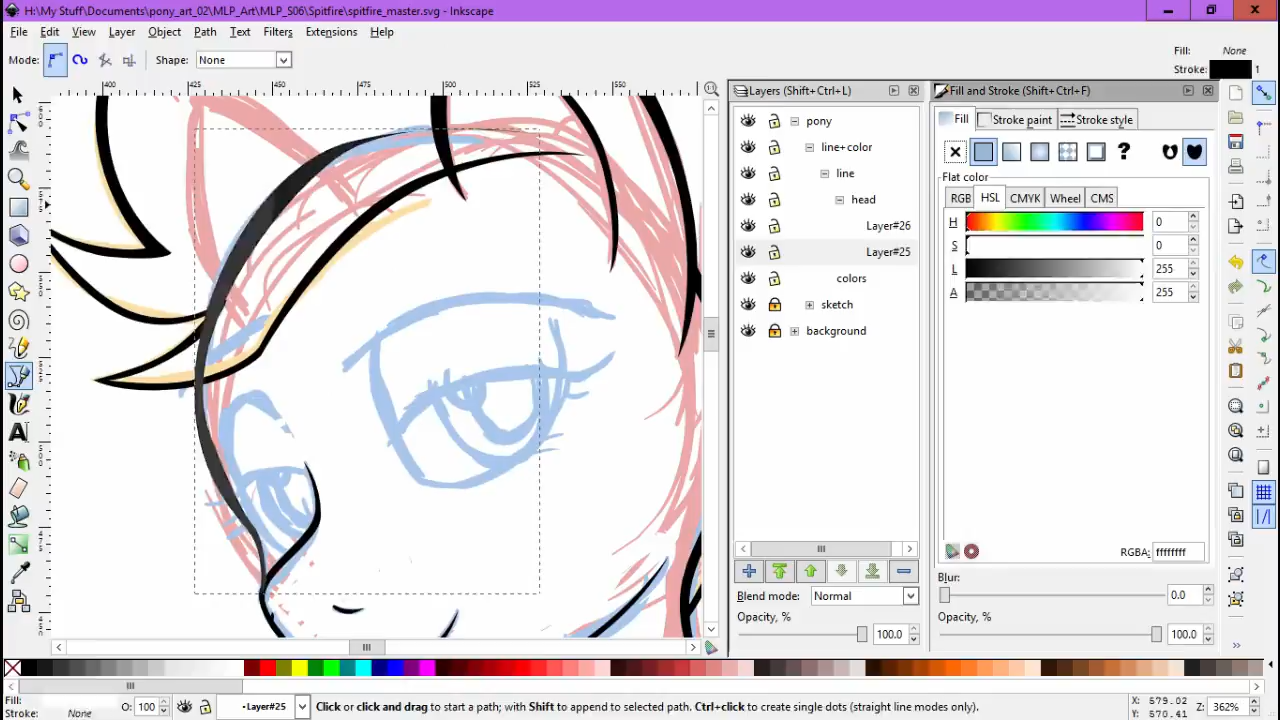 H:\My Stuff\Documents\pony_art_02\MLP_Art\MLP_S06\Spitfire\spitfire_master.svg - Inkscape
File Edit View Layer Object Path Text Filters Extensions Help
Mode: Shape: None
Fill: None
Stroke: 1
400 425 450 475 500 525 550
Layers (Shift+Ctrl+L)
Fill and Stroke (Shift+Ctrl+F)
pony
line+color
line
head
Layer#26
Layer#25
colors
sketch
background
Fill Stroke paint Stroke style
?
Flat color
RGB HSL CMYK Wheel CMS
H 0
S 0
L 255
A 255
RGBA: ffffffff
Blend mode: Normal
Opacity, %
100.0
Blur:
0.0
Opacity, %
100.0
Fill:
Stroke: None
O: 100
•Layer#25
Click or click and drag to start a path; with Shift to append to selected path. Ctrl+click to create single dots (straight line modes only).
X: 579.02
Y: 570.41
Z: 362%